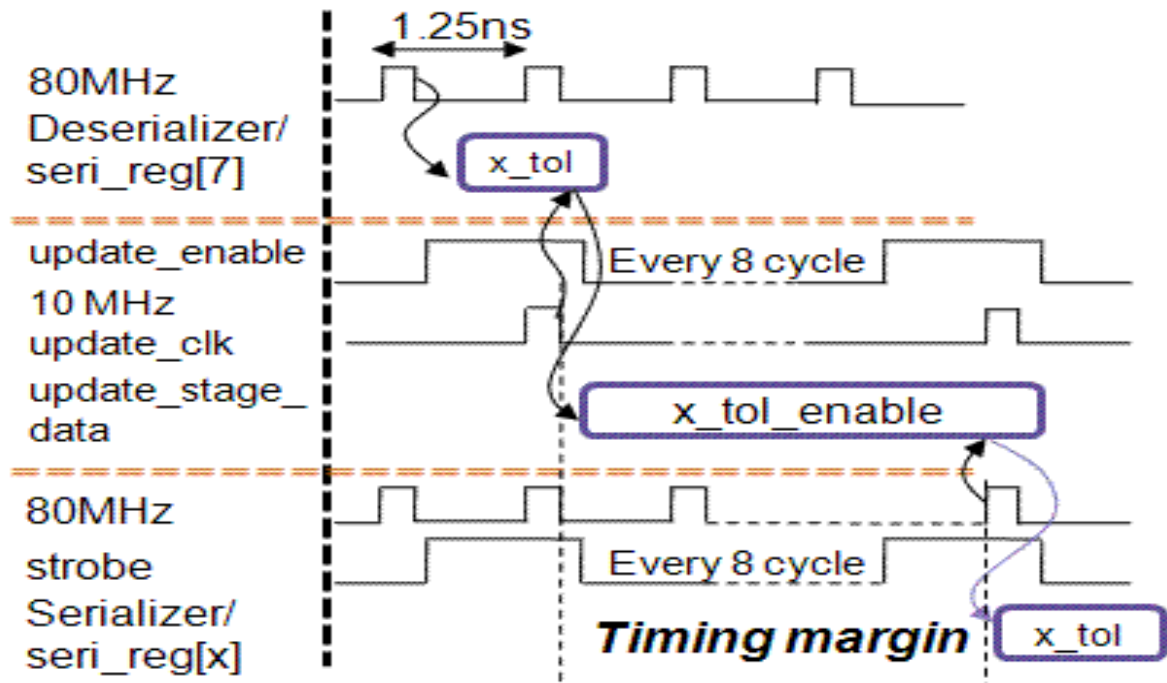 1.25ns
80MHz
Deserializer/
seri_reg[7]
x_tol
update_enable
Every 8 cycle
10 MHz
update_clk
update_stage_
data
x_tol_enable
80MHz
strobe
Every 8 cycle
Serializer/
seri_reg[x]
Timing margin
x_tol